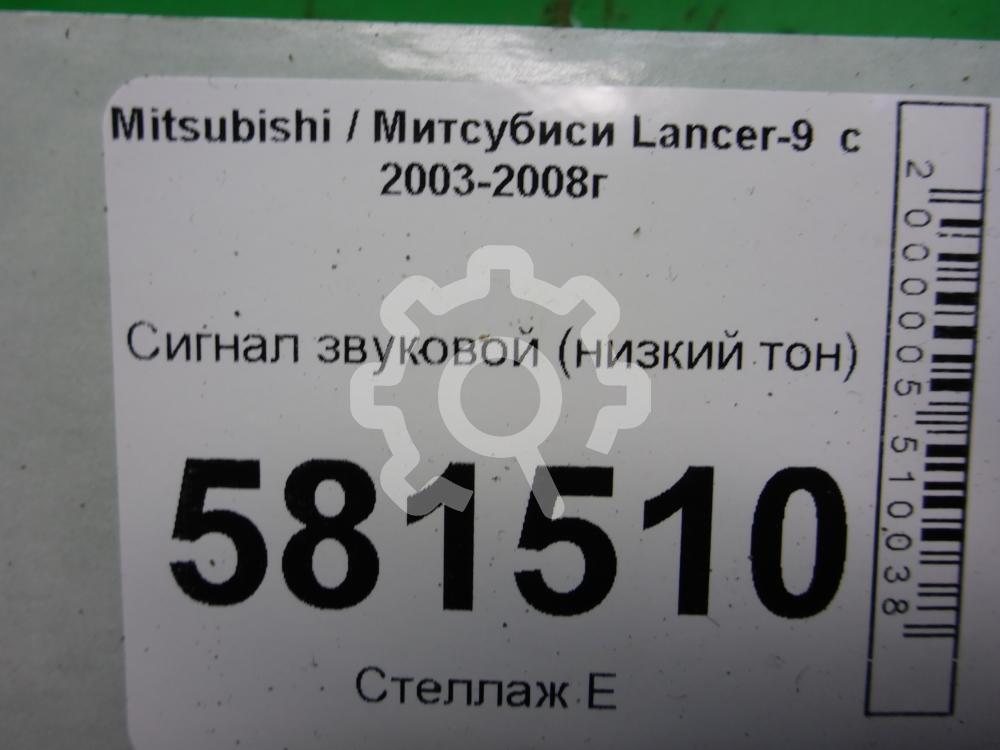 Mitsubishi / Митсубиси Lancer-9 с
2003-2008г
Сигнал звуковой (низкий тон)
581510
Стеллаж Е
2000005510038